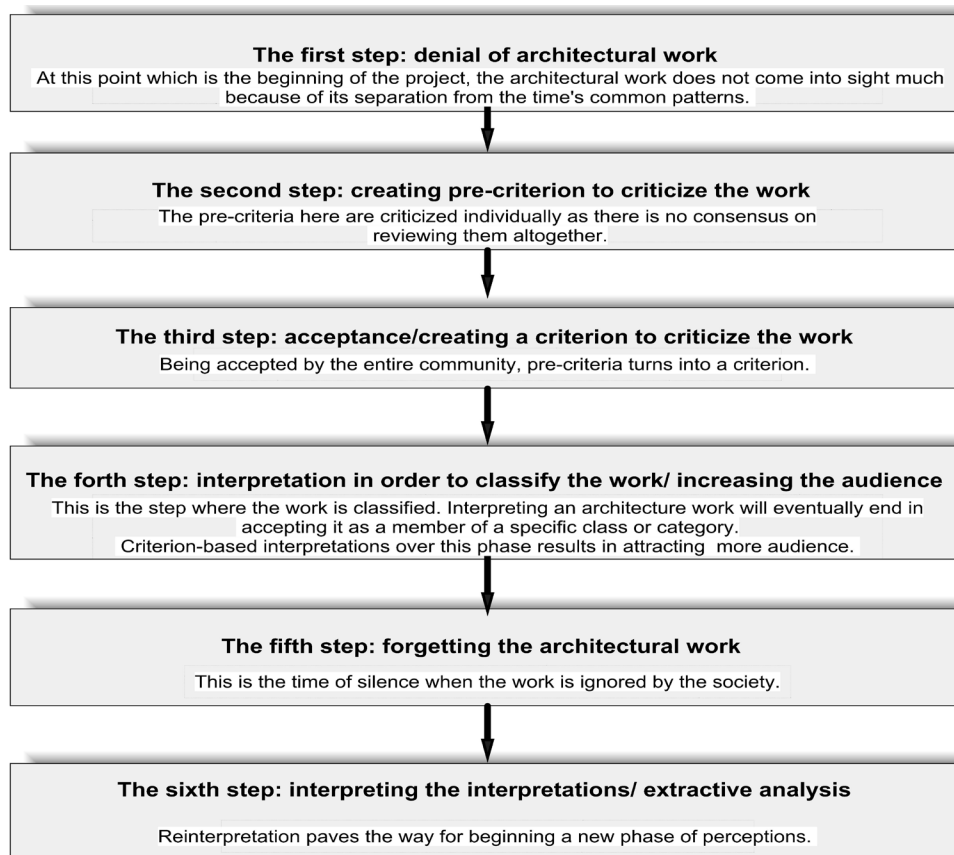 The first step: denial of architectural work
At this point which is the beginning of the project, the architectural work does not come into sight much
because of its separation from the time's common patterns.
The second step: creating pre-criterion to criticize the work
The pre-criteria here are criticized individually as there is no consensus on
reviewing them altogether.
The third step: acceptance/creating a criterion to criticize the work
Being accepted by the entire community, pre-criteria turns into a criterion.
The forth step: interpretation in order to classify the work/ increasing the audience
This is the step where the work is classified. Interpreting an architecture work will eventually end in
accepting it as a member of a specific class or category.
Criterion-based interpretations over this phase results in attracting more audience.
The fifth step: forgetting the architectural work
This is the time of silence when the work is ignored by the society.
The sixth step: interpreting the interpretations/ extractive analysis
Reinterpretation paves the way for beginning a new phase of perceptions.